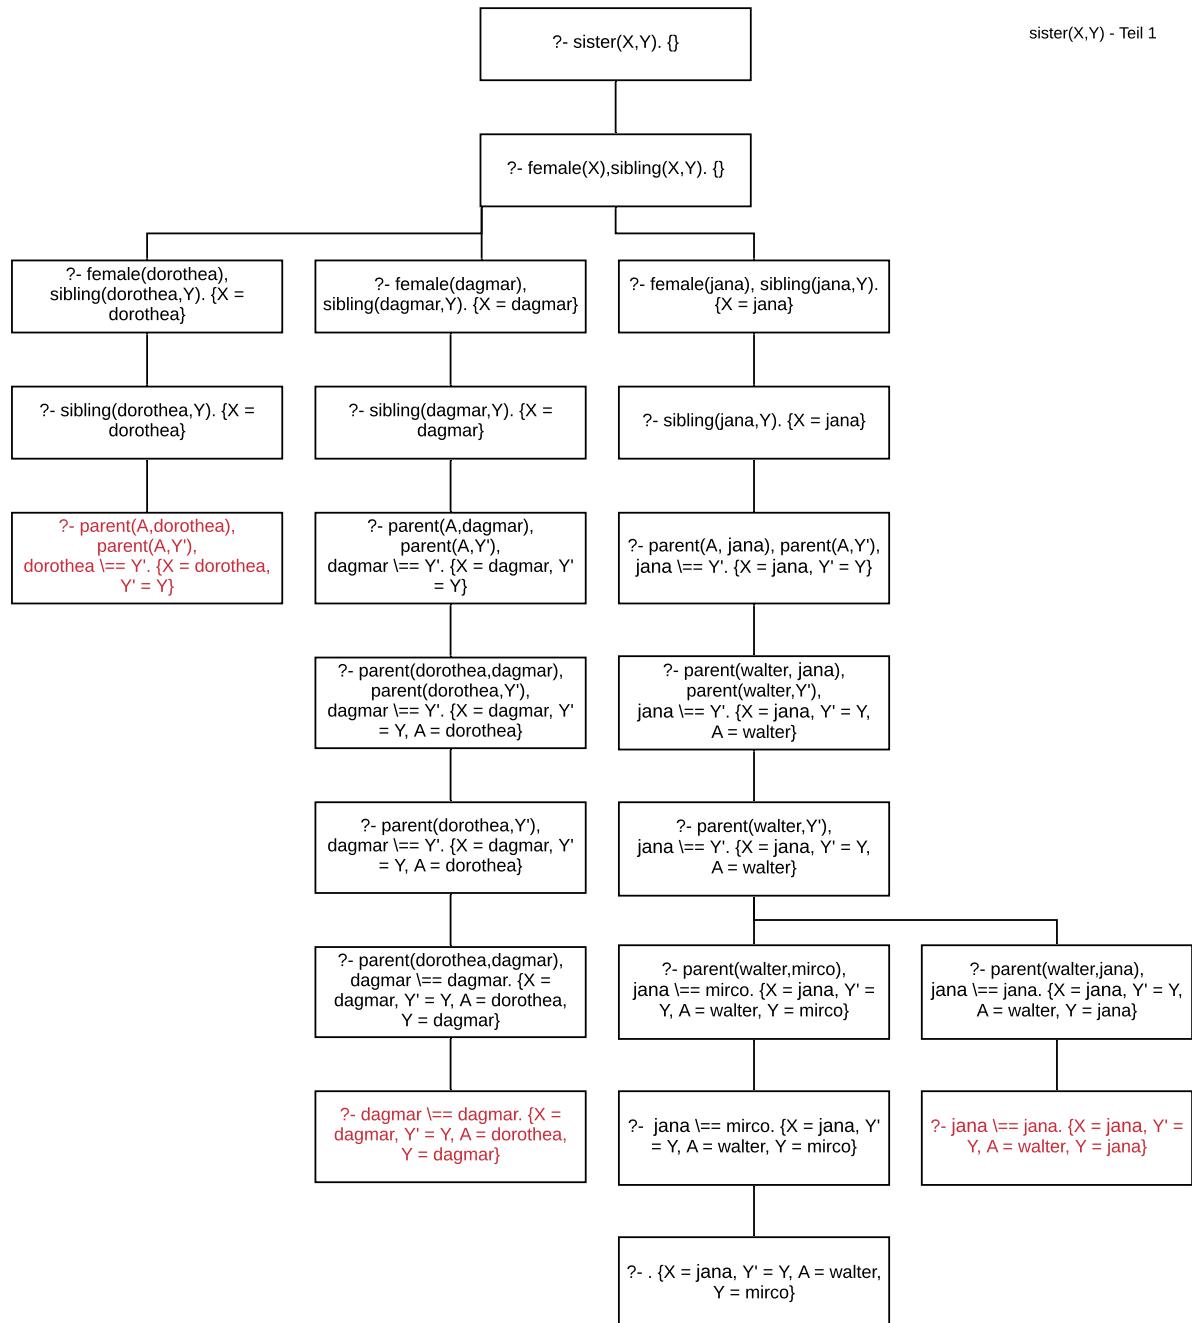 ?- sister(X,Y). {}
sister(X,Y) - Teil 1
?- female(X),sibling(X,Y). {}
?- female(dorothea),
sibling(dorothea,Y). {X =
dorothea}
?- female(dagmar),
sibling(dagmar,Y). {X = dagmar}
?- female(jana), sibling(jana,Y).
{X = jana}
?- sibling(dorothea,Y). {X =
dorothea}
?- sibling(dagmar,Y). {X =
dagmar}
?- sibling(jana,Y). {X = jana}
?- parent(A,dorothea),
parent(A,Y'),
dorothea \== Y'. {X = dorothea,
Y' = Y}
?- parent(A,dagmar),
parent(A,Y'),
dagmar \== Y'. {X = dagmar, Y'
= Y}
?- parent(A, jana), parent(A,Y'),
jana \== Y'. {X = jana, Y' = Y}
?- parent(dorothea,dagmar),
parent(dorothea,Y'),
dagmar \== Y'. {X = dagmar, Y'
= Y, A = dorothea}
?- parent(walter, jana),
parent(walter,Y'),
jana \== Y'. {X = jana, Y' = Y,
A = walter}
?- parent(dorothea,Y'),
dagmar \== Y'. {X = dagmar, Y'
= Y, A = dorothea}
?- parent(walter,Y'),
jana \== Y'. {X = jana, Y' = Y,
A = walter}
?- parent(dorothea,dagmar),
dagmar \== dagmar. {X =
dagmar, Y' = Y, A = dorothea,
Y = dagmar}
?- parent(walter,mirco),
jana \== mirco. {X = jana, Y' =
Y, A = walter, Y = mirco}
?- parent(walter,jana),
jana \== jana. {X = jana, Y' = Y,
A = walter, Y = jana}
?- dagmar \== dagmar. {X =
dagmar, Y' = Y, A = dorothea,
Y = dagmar}
?- jana \== mirco. {X = jana, Y'
= Y, A = walter, Y = mirco}
?- jana \== jana. {X = jana, Y' =
Y, A = walter, Y = jana}
?- . {X = jana, Y' = Y, A = walter,
Y = mirco}